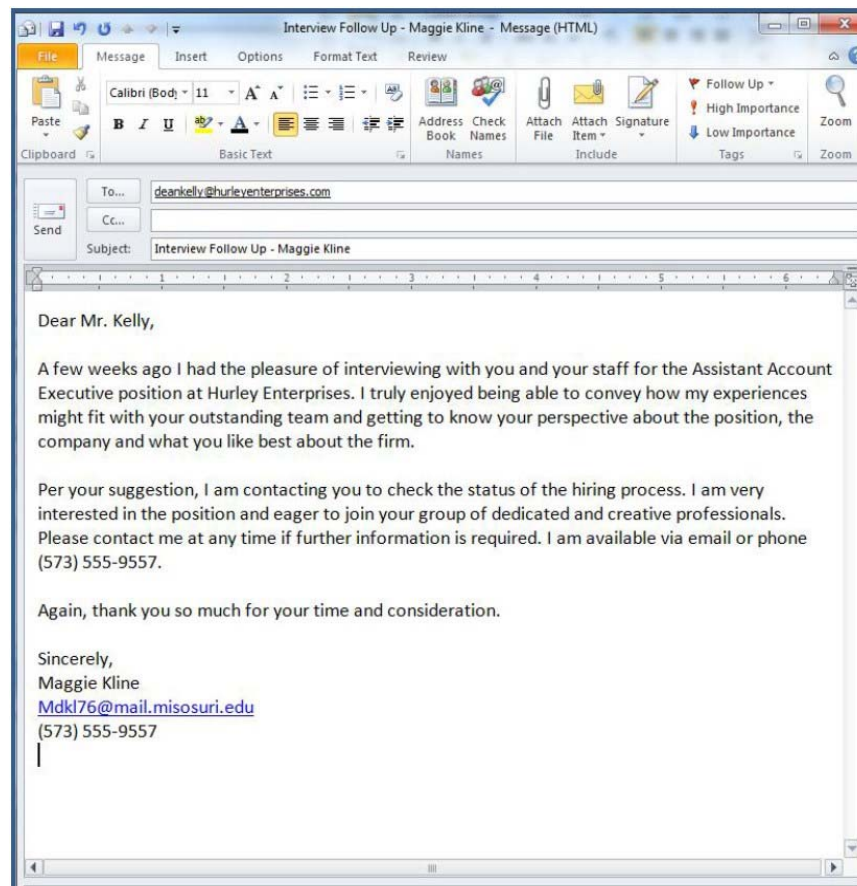 Interview Follow Up - Maggie Kline - Message (HTML)
File Message Insert Options Format Text Review
Paste
Clipboard
Calibri (Body 11
B I U
Basic Text
Address Book
Check Names
Names
Attach File
Attach Item
Signature
Include
Follow Up
High Importance
Low Importance
Tags
Zoom
Zoom
Send
To... deankelly@hurleyenterprises.com
Cc...
Subject: Interview Follow Up - Maggie Kline
1 2 3 4 5 6
Dear Mr. Kelly,
A few weeks ago I had the pleasure of interviewing with you and your staff for the Assistant Account
Executive position at Hurley Enterprises. I truly enjoyed being able to convey how my experiences
might fit with your outstanding team and getting to know your perspective about the position, the
company and what you like best about the firm.
Per your suggestion, I am contacting you to check the status of the hiring process. I am very
interested in the position and eager to join your group of dedicated and creative professionals.
Please contact me at any time if further information is required. I am available via email or phone
(573) 555-9557.
Again, thank you so much for your time and consideration.
Sincerely,
Maggie Kline
Mdkl76@mail.misosuri.edu
(573) 555-9557